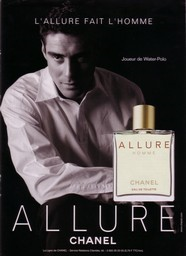 L'ALLURE FAIT L'HOMME
Joueur de Water-Polo
ALLURE
HOMME
CHANEL
EAU DE TOILETTE
ALLURE
CHANEL